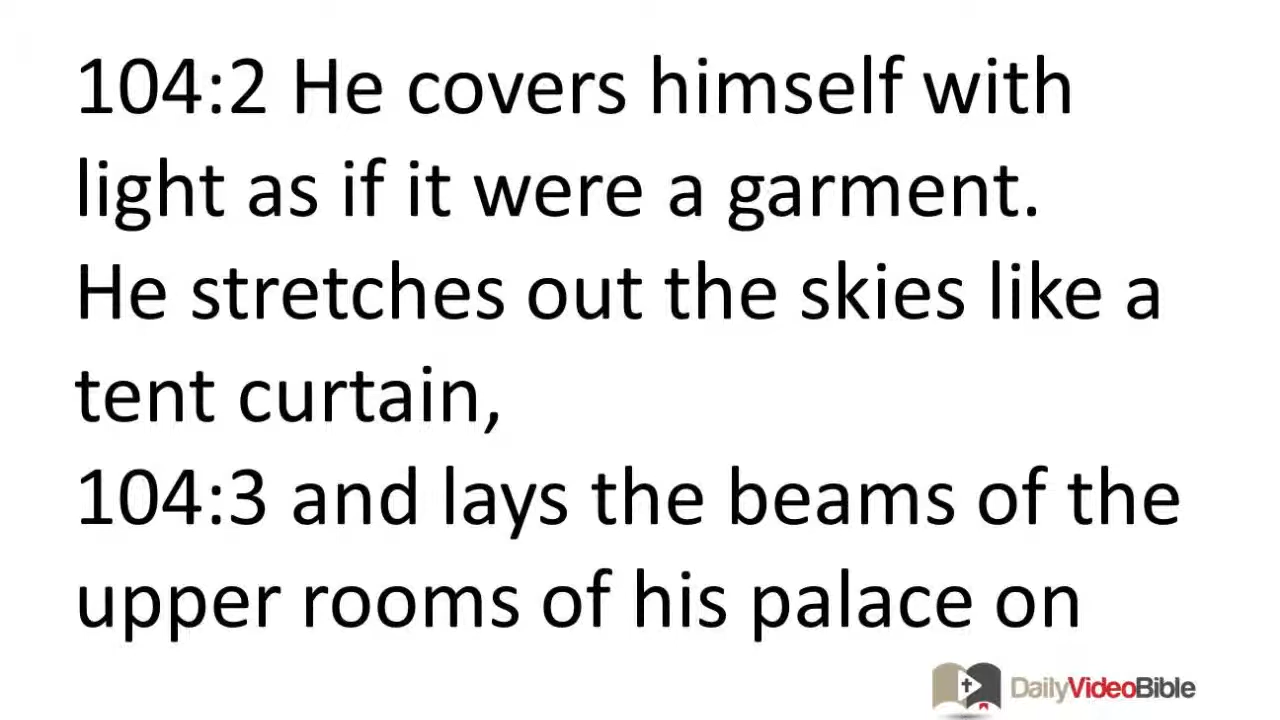 104:2 He covers himself with
light as if it were a garment.
He stretches out the skies like a
tent curtain,
104:3 and lays the beams of the
upper rooms of his palace on
DailyVideoBible